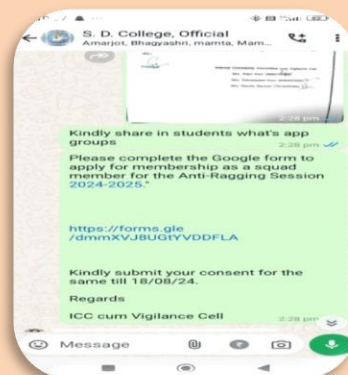 S. D. College, Official
Amarjot, Bhagyashri, mamta, Mam...
2:28 pm
Kindly share in students what's app
groups
2:28 pm
Please complete the Google form to
apply for membership as a squad
member for the Anti-Ragging Session
2024-2025."
https://forms.gle
/dmmXVJ8UGtYVDDFLA
Kindly submit your consent for the
same till 18/08/24.
Regards
ICC cum Vigilance Cell
2:28 pm
Message